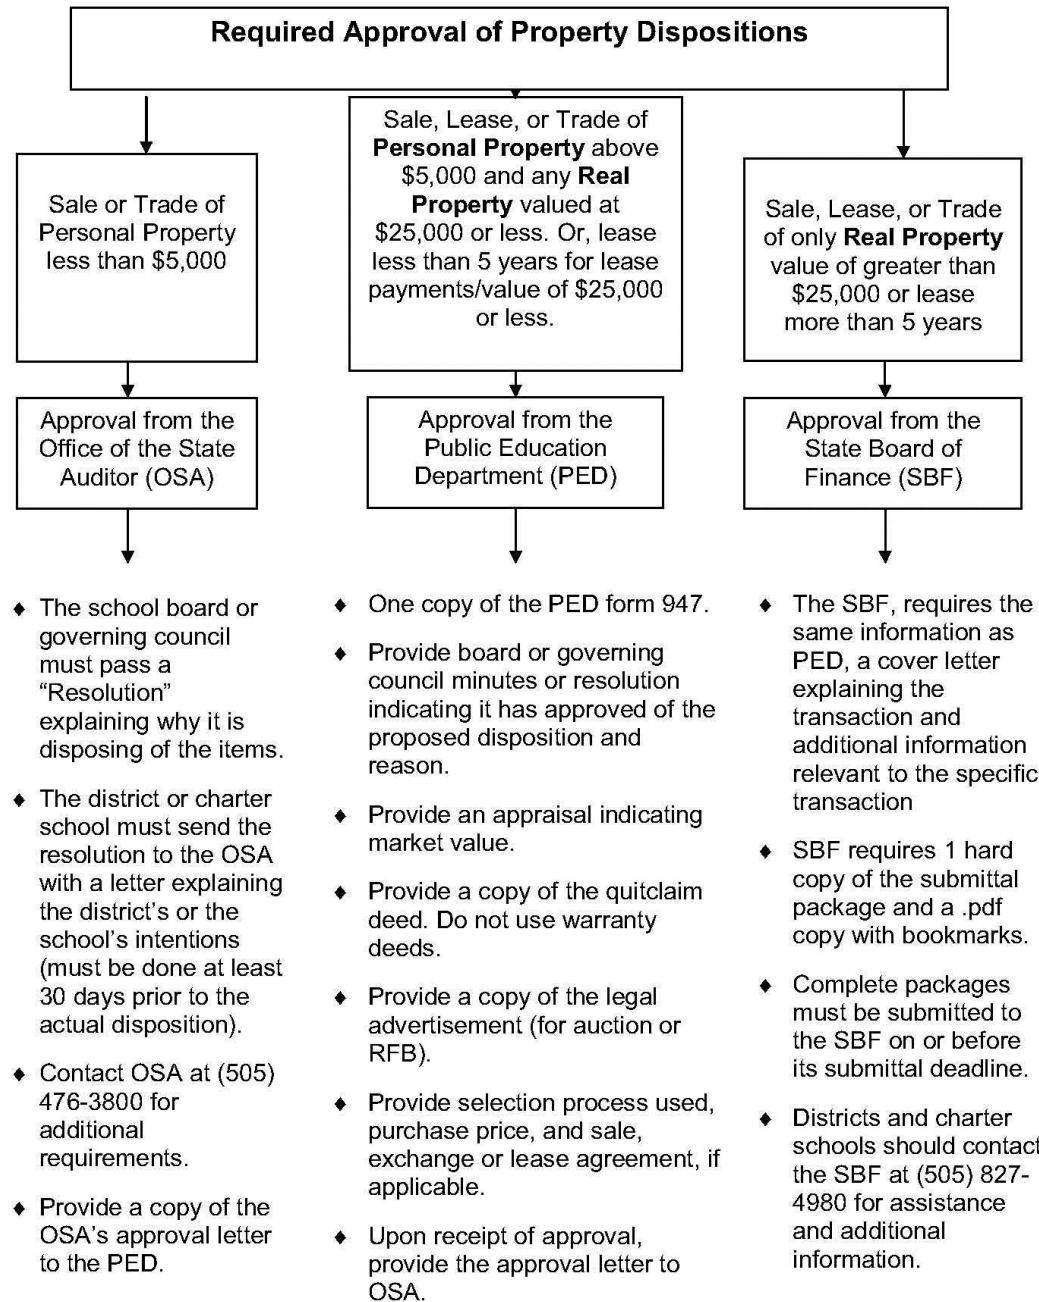 Required Approval of Property Dispositions
Sale or Trade of
Personal Property
less than $5,000
Sale, Lease, or Trade of
Personal Property above
$5,000 and any Real
Property valued at
$25,000 or less. Or, lease
less than 5 years for lease
payments/value of $25,000
or less.
Sale, Lease, or Trade
of only Real Property
value of greater than
$25,000 or lease
more than 5 years
Approval from the
Office of the State
Auditor (OSA)
Approval from the
Public Education
Department (PED)
Approval from the
State Board of
Finance (SBF)
♦ The school board or
governing council
must pass a
“Resolution”
explaining why it is
disposing of the items.
♦ The district or charter
school must send the
resolution to the OSA
with a letter explaining
the district’s or the
school’s intentions
(must be done at least
30 days prior to the
actual disposition).
♦ Contact OSA at (505)
476-3800 for
additional
requirements.
♦ Provide a copy of the
OSA’s approval letter
to the PED.
♦ One copy of the PED form 947.
♦ Provide board or governing
council minutes or resolution
indicating it has approved of the
proposed disposition and
reason.
♦ Provide an appraisal indicating
market value.
♦ Provide a copy of the quitclaim
deed. Do not use warranty
deeds.
♦ Provide a copy of the legal
advertisement (for auction or
RFB).
♦ Provide selection process used,
purchase price, and sale,
exchange or lease agreement, if
applicable.
♦ Upon receipt of approval,
provide the approval letter to
OSA.
♦ The SBF, requires the
same information as
PED, a cover letter
explaining the
transaction and
additional information
relevant to the specific
transaction
♦ SBF requires 1 hard
copy of the submittal
package and a .pdf
copy with bookmarks.
♦ Complete packages
must be submitted to
the SBF on or before
its submittal deadline.
♦ Districts and charter
schools should contact
the SBF at (505) 827-
4980 for assistance
and additional
information.